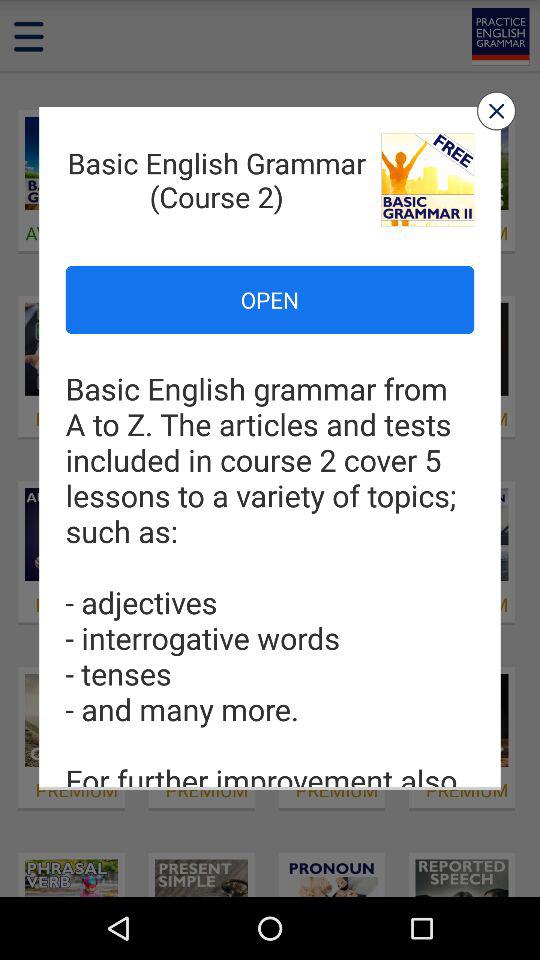 PRACTICE
ENGLISH
GRAMMAR
Basic English Grammar
(Course 2)
FREE
BASIC
GRAMMAR II
OPEN
Basic English grammar from
A to Z. The articles and tests
included in course 2 cover 5
lessons to a variety of topics;
such as:
- adjectives
- interrogative words
- tenses
- and many more.
For further improvement also
PREMIUM PREMIUM PREMIUM PREMIUM
PHRASAL
VERB
PRESENT
SIMPLE
PRONOUN
REPORTED
SPEECH